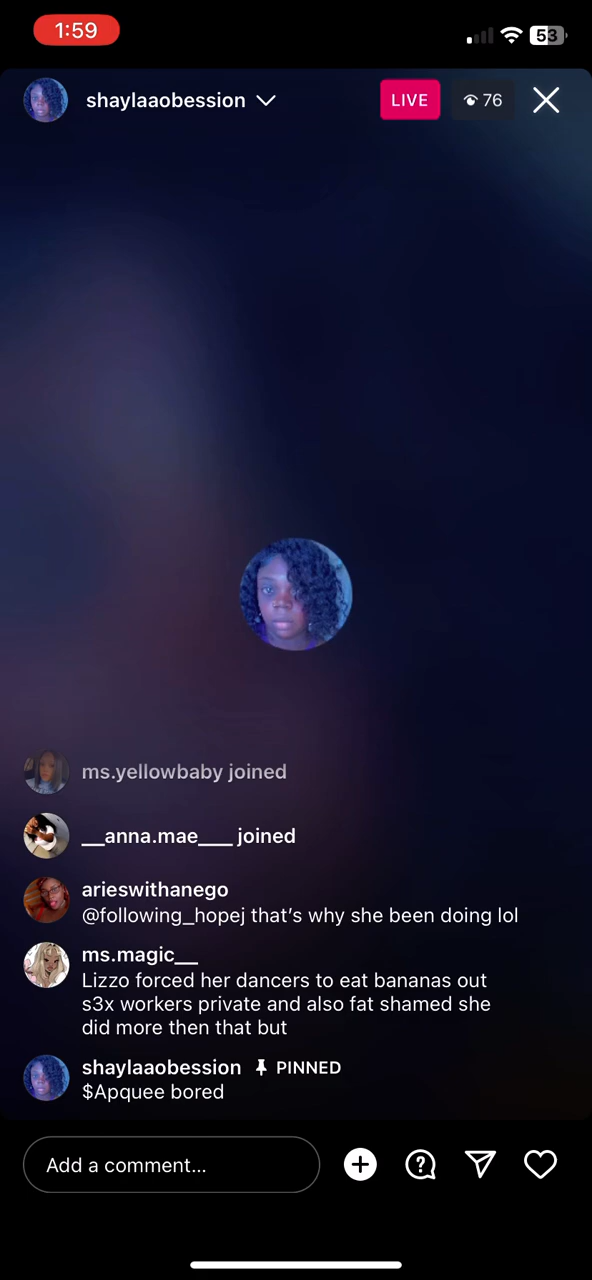 1:59
53
shaylaaobession
LIVE
76
ms.yellowbaby joined
__anna.mae___ joined
arieswithanego
@following_hopej that’s why she been doing lol
ms.magic__
Lizzo forced her dancers to eat bananas out
s3x workers private and also fat shamed she
did more then that but
shaylaaobession PINNED
$Apquee bored
Add a comment...